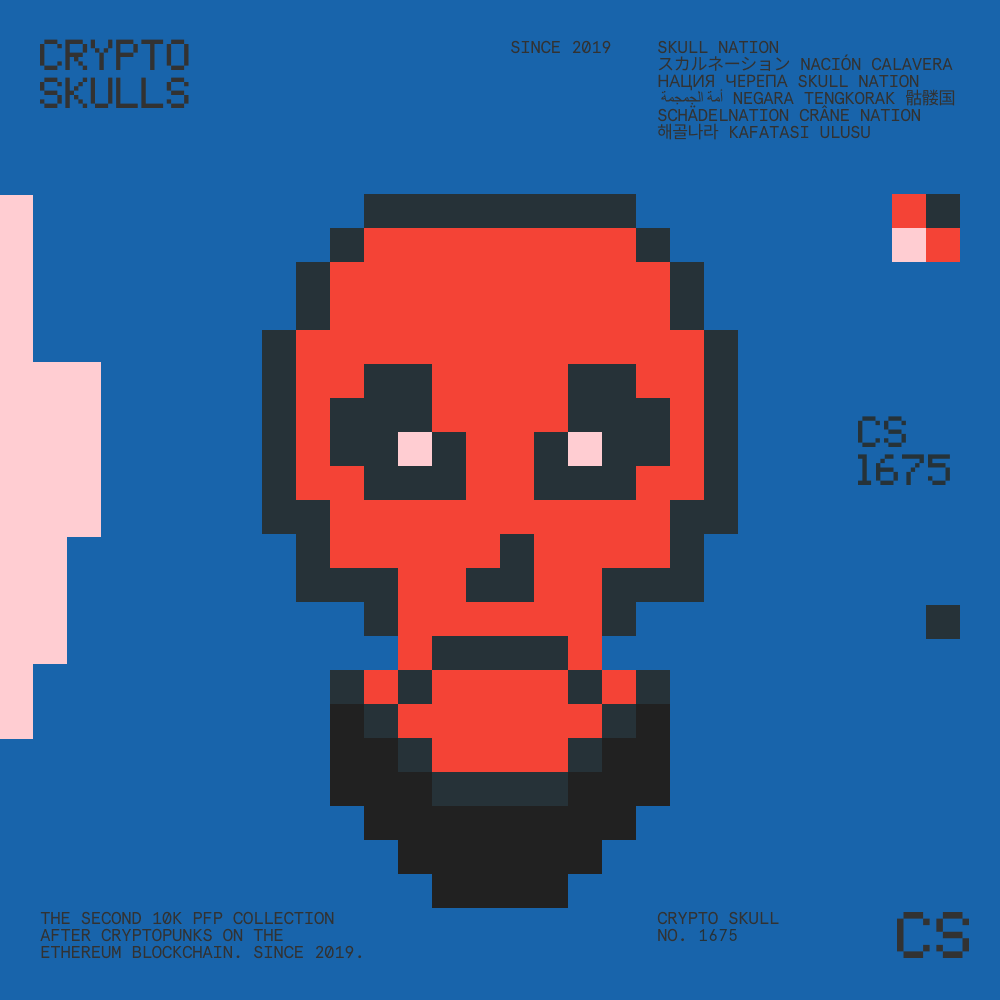 CRYPTO
SKULLS
SINCE 2019
SKULL NATION
スカルネーション NACIÓN CALAVERA
НАЦИЯ ЧЕРЕПА SKULL NATION
أمة الجمجمة NEGARA TENGKORAK 骷髅国
SCHÄDELNATION CRÂNE NATION
해골나라 KAFATASI ULUSU
CS
1675
THE SECOND 10K PFP COLLECTION
AFTER CRYPTOPUNKS ON THE
ETHEREUM BLOCKCHAIN. SINCE 2019.
CRYPTO SKULL
NO. 1675
CS